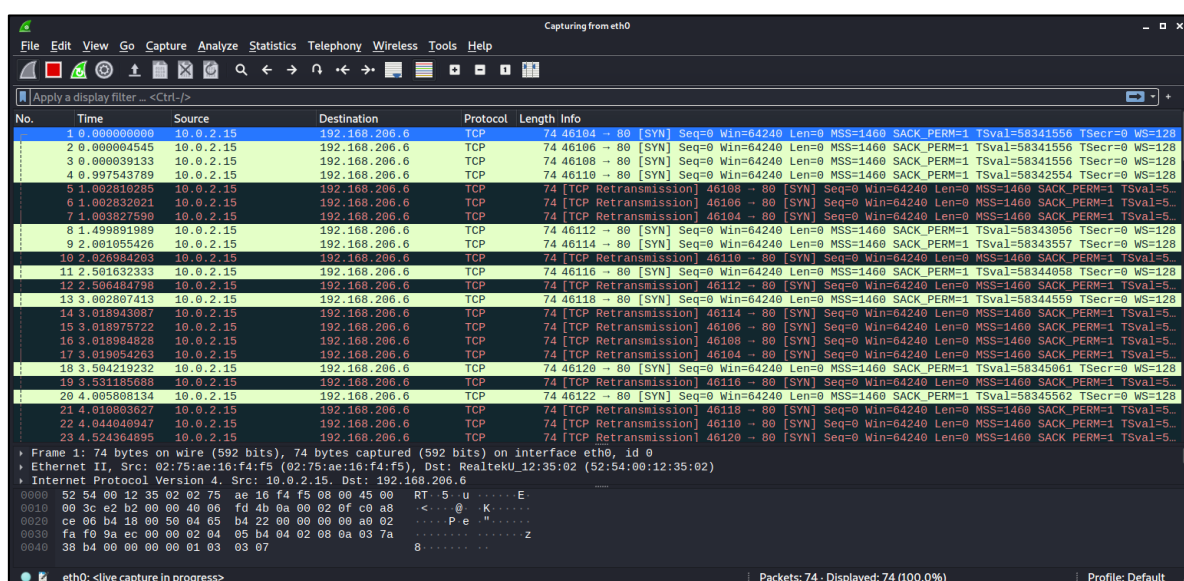 Capturing from eth0
File Edit View Go Capture Analyze Statistics Telephony Wireless Tools Help
Apply a display filter ... <Ctrl-/>
No. Time Source Destination Protocol Length Info
1 0.000000000 10.0.2.15 192.168.206.6 TCP 74 46104 → 80 [SYN] Seq=0 Win=64240 Len=0 MSS=1460 SACK_PERM=1 TSval=58341556 TSecr=0 WS=128
2 0.000004545 10.0.2.15 192.168.206.6 TCP 74 46106 → 80 [SYN] Seq=0 Win=64240 Len=0 MSS=1460 SACK_PERM=1 TSval=58341556 TSecr=0 WS=128
3 0.000039133 10.0.2.15 192.168.206.6 TCP 74 46108 → 80 [SYN] Seq=0 Win=64240 Len=0 MSS=1460 SACK_PERM=1 TSval=58341556 TSecr=0 WS=128
4 0.997543789 10.0.2.15 192.168.206.6 TCP 74 46110 → 80 [SYN] Seq=0 Win=64240 Len=0 MSS=1460 SACK_PERM=1 TSval=58342554 TSecr=0 WS=128
5 1.002810285 10.0.2.15 192.168.206.6 TCP 74 [TCP Retransmission] 46108 → 80 [SYN] Seq=0 Win=64240 Len=0 MSS=1460 SACK_PERM=1 TSval=5…
6 1.002832021 10.0.2.15 192.168.206.6 TCP 74 [TCP Retransmission] 46106 → 80 [SYN] Seq=0 Win=64240 Len=0 MSS=1460 SACK_PERM=1 TSval=5…
7 1.003827590 10.0.2.15 192.168.206.6 TCP 74 [TCP Retransmission] 46104 → 80 [SYN] Seq=0 Win=64240 Len=0 MSS=1460 SACK_PERM=1 TSval=5…
8 1.499891989 10.0.2.15 192.168.206.6 TCP 74 46112 → 80 [SYN] Seq=0 Win=64240 Len=0 MSS=1460 SACK_PERM=1 TSval=58343056 TSecr=0 WS=128
9 2.001055426 10.0.2.15 192.168.206.6 TCP 74 46114 → 80 [SYN] Seq=0 Win=64240 Len=0 MSS=1460 SACK_PERM=1 TSval=58343557 TSecr=0 WS=128
10 2.026984203 10.0.2.15 192.168.206.6 TCP 74 [TCP Retransmission] 46110 → 80 [SYN] Seq=0 Win=64240 Len=0 MSS=1460 SACK_PERM=1 TSval=5…
11 2.501632333 10.0.2.15 192.168.206.6 TCP 74 46116 → 80 [SYN] Seq=0 Win=64240 Len=0 MSS=1460 SACK_PERM=1 TSval=58344058 TSecr=0 WS=128
12 2.506484798 10.0.2.15 192.168.206.6 TCP 74 [TCP Retransmission] 46112 → 80 [SYN] Seq=0 Win=64240 Len=0 MSS=1460 SACK_PERM=1 TSval=5…
13 3.002807413 10.0.2.15 192.168.206.6 TCP 74 46118 → 80 [SYN] Seq=0 Win=64240 Len=0 MSS=1460 SACK_PERM=1 TSval=58344559 TSecr=0 WS=128
14 3.018943087 10.0.2.15 192.168.206.6 TCP 74 [TCP Retransmission] 46114 → 80 [SYN] Seq=0 Win=64240 Len=0 MSS=1460 SACK_PERM=1 TSval=5…
15 3.018975722 10.0.2.15 192.168.206.6 TCP 74 [TCP Retransmission] 46106 → 80 [SYN] Seq=0 Win=64240 Len=0 MSS=1460 SACK_PERM=1 TSval=5…
16 3.018984828 10.0.2.15 192.168.206.6 TCP 74 [TCP Retransmission] 46108 → 80 [SYN] Seq=0 Win=64240 Len=0 MSS=1460 SACK_PERM=1 TSval=5…
17 3.019054263 10.0.2.15 192.168.206.6 TCP 74 [TCP Retransmission] 46104 → 80 [SYN] Seq=0 Win=64240 Len=0 MSS=1460 SACK_PERM=1 TSval=5…
18 3.504219232 10.0.2.15 192.168.206.6 TCP 74 46120 → 80 [SYN] Seq=0 Win=64240 Len=0 MSS=1460 SACK_PERM=1 TSval=58345061 TSecr=0 WS=128
19 3.531185688 10.0.2.15 192.168.206.6 TCP 74 [TCP Retransmission] 46116 → 80 [SYN] Seq=0 Win=64240 Len=0 MSS=1460 SACK_PERM=1 TSval=5…
20 4.005808134 10.0.2.15 192.168.206.6 TCP 74 46122 → 80 [SYN] Seq=0 Win=64240 Len=0 MSS=1460 SACK_PERM=1 TSval=58345562 TSecr=0 WS=128
21 4.010803627 10.0.2.15 192.168.206.6 TCP 74 [TCP Retransmission] 46118 → 80 [SYN] Seq=0 Win=64240 Len=0 MSS=1460 SACK_PERM=1 TSval=5…
22 4.044040947 10.0.2.15 192.168.206.6 TCP 74 [TCP Retransmission] 46110 → 80 [SYN] Seq=0 Win=64240 Len=0 MSS=1460 SACK_PERM=1 TSval=5…
23 4.524364895 10.0.2.15 192.168.206.6 TCP 74 [TCP Retransmission] 46120 → 80 [SYN] Seq=0 Win=64240 Len=0 MSS=1460 SACK_PERM=1 TSval=5…
Frame 1: 74 bytes on wire (592 bits), 74 bytes captured (592 bits) on interface eth0, id 0
Ethernet II, Src: 02:75:ae:16:f4:f5 (02:75:ae:16:f4:f5), Dst: RealtekU_12:35:02 (52:54:00:12:35:02)
Internet Protocol Version 4, Src: 10.0.2.15, Dst: 192.168.206.6
0000 52 54 00 12 35 02 02 75 ae 16 f4 f5 08 00 45 00 RT··5··u ······E·
0010 00 3c e2 b2 00 00 40 06 fd 4b 0a 00 02 0f c0 a8 ·<····@· ·K······
0020 ce 06 b4 18 00 50 04 65 b4 22 00 00 00 00 a0 02 ·····P·e ·"······
0030 fa f0 9a ec 00 00 02 04 05 b4 04 02 08 0a 03 7a ········ ·······z
0040 38 b4 00 00 00 00 01 03 03 07 8······· ··
eth0: <live capture in progress> Packets: 74 · Displayed: 74 (100.0%) Profile: Default